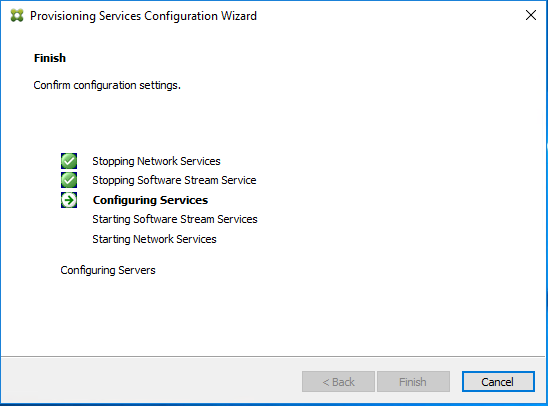 Provisioning Services Configuration Wizard
Finish
Confirm configuration settings.
Stopping Network Services
Stopping Software Stream Service
Configuring Services
Starting Software Stream Services
Starting Network Services
Configuring Servers
< Back Finish Cancel